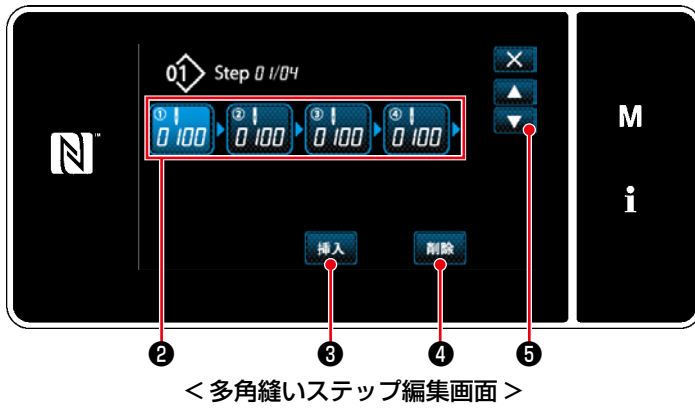 01 Step 01/04
① 0100 ② 0100 ③ 0100 ④ 0100
M
i
挿入 削除
❷ ❸ ❹ ❺
＜多角縫いステップ編集画面＞